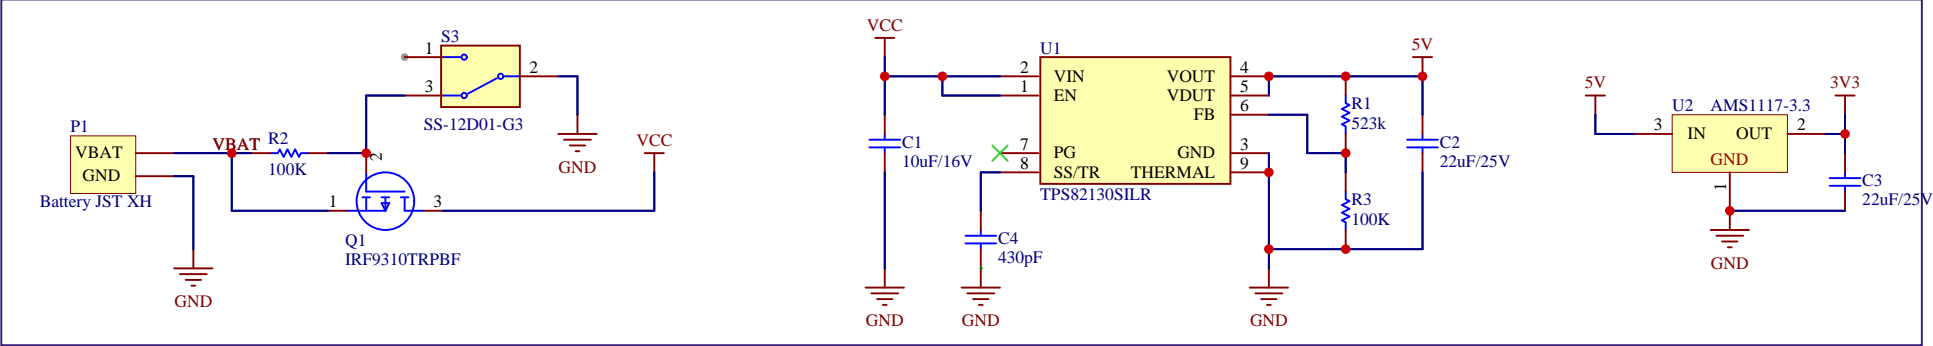 S3
1
2
3
SS-12D01-G3
GND
P1
VBAT
GND
Battery JST XH
VBAT
R2
100K
2
1
3
Q1
IRF9310TRPBF
VCC
GND
VCC
C1
10uF/16V
GND
U1
2 VIN
1 EN
7 PG
8 SS/TR
VOUT 4
VDUT 5
FB 6
GND 3
THERMAL 9
TPS82130SILR
C4
430pF
GND
5V
R1
523k
R3
100K
C2
22uF/25V
GND
5V
U2 AMS1117-3.3
3 IN OUT 2
GND
1
GND
3V3
C3
22uF/25V